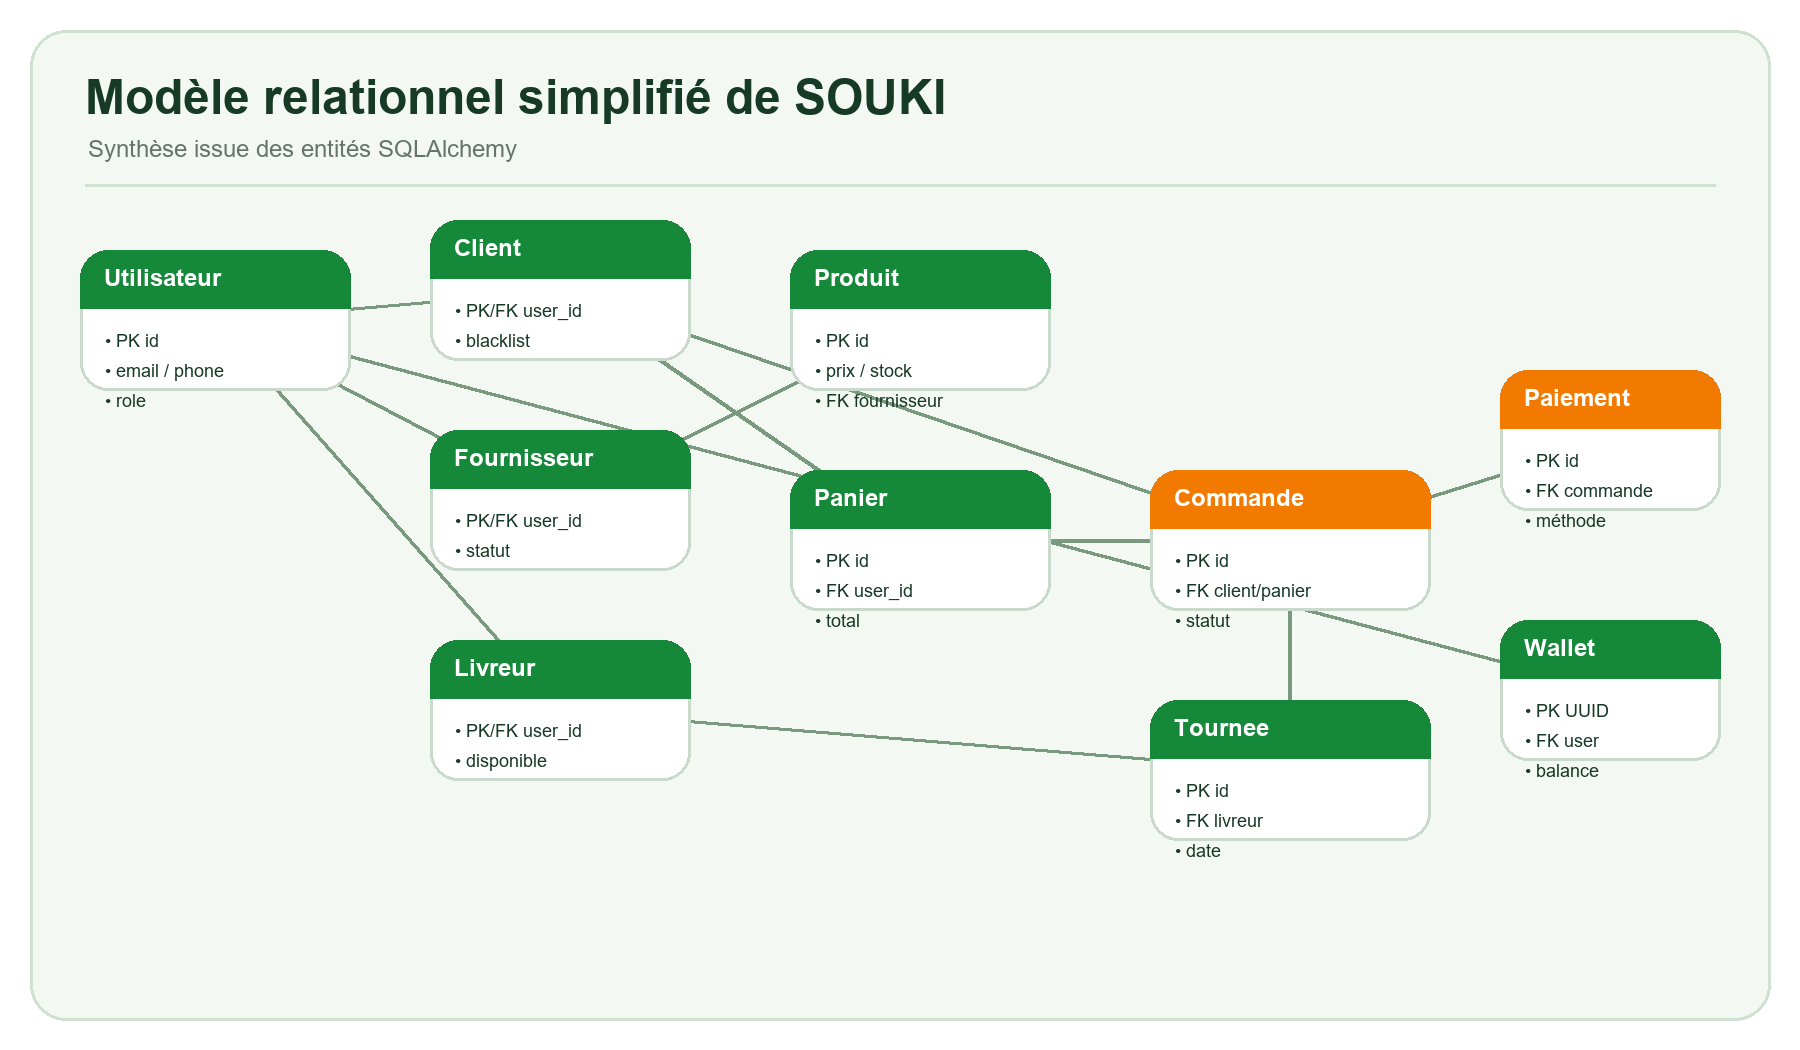 Modèle relationnel simplifié de SOUKI
Synthèse issue des entités SQLAlchemy
Utilisateur
• PK id
• email / phone
• role
Client
• PK/FK user_id
• blacklist
Produit
• PK id
• prix / stock
• FK fournisseur
Paiement
• PK id
• FK commande
• méthode
Fournisseur
• PK/FK user_id
• statut
Panier
• PK id
• FK user_id
• total
Commande
• PK id
• FK client/panier
• statut
Livreur
• PK/FK user_id
• disponible
Tournee
• PK id
• FK livreur
• date
Wallet
• PK UUID
• FK user
• balance